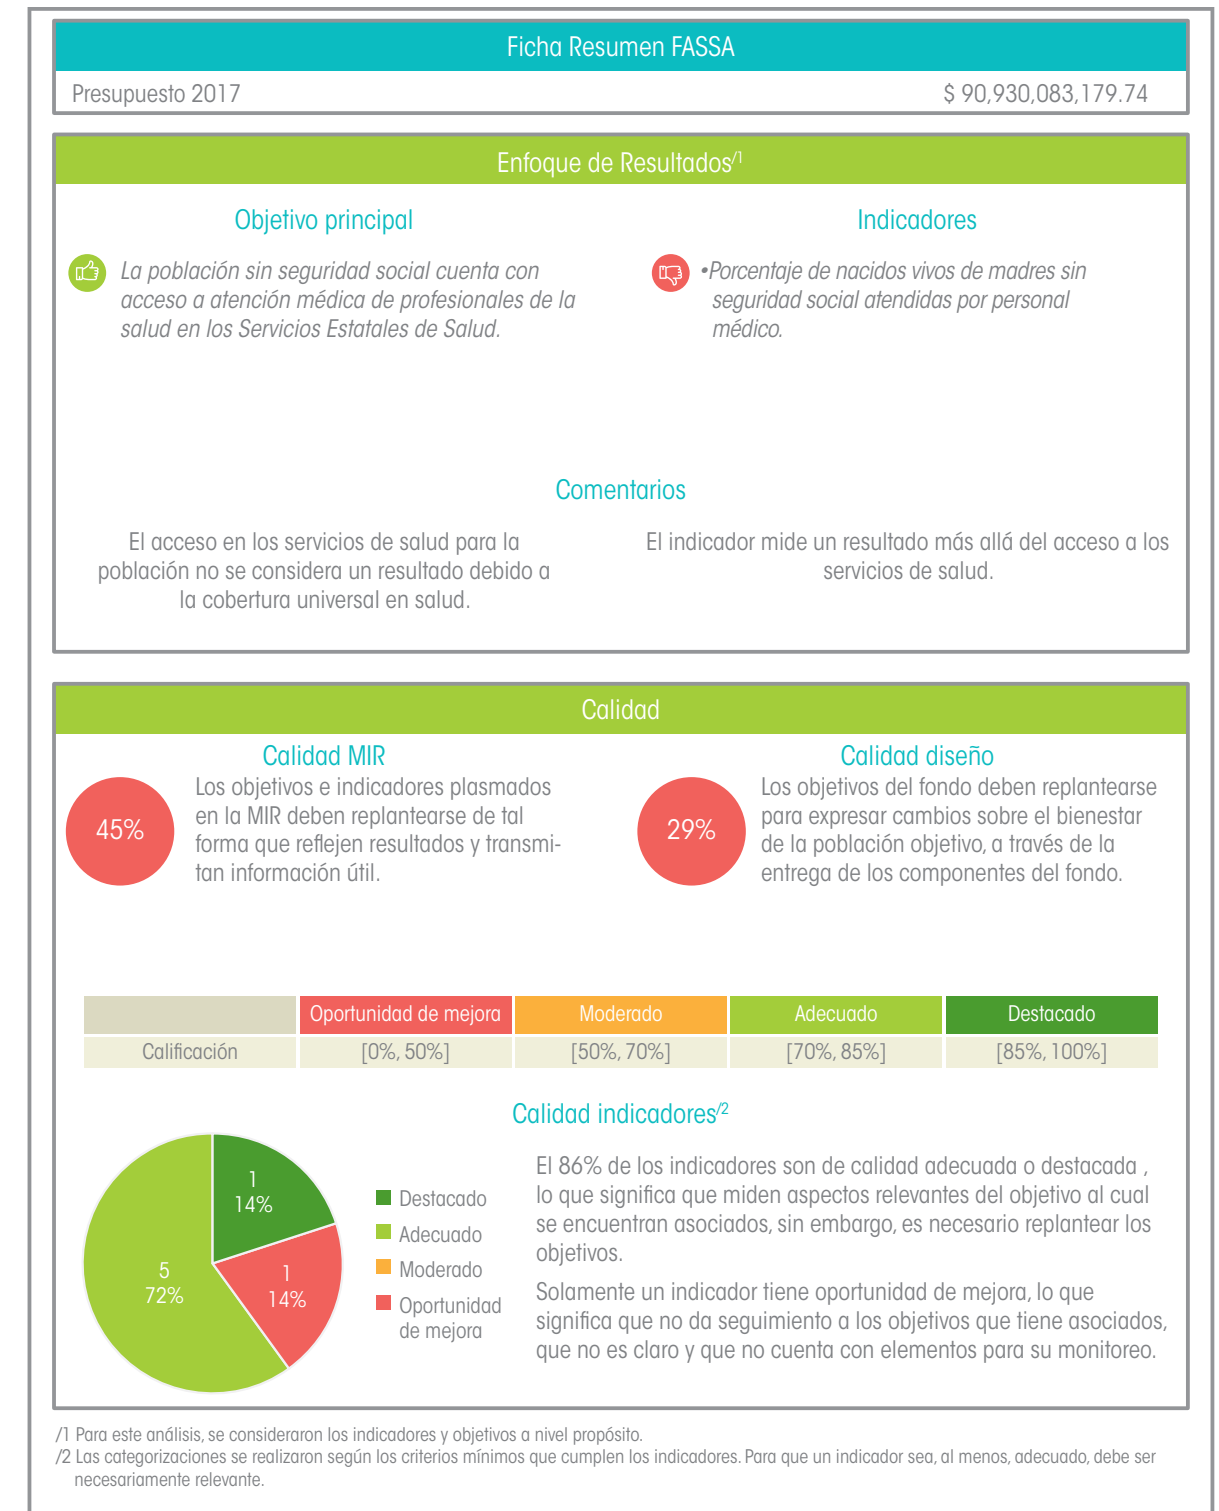 Ficha Resumen FASSA
Presupuesto 2017 $ 90,930,083,179.74
Enfoque de Resultados/1
Objetivo principal
La población sin seguridad social cuenta con
acceso a atención médica de profesionales de la
salud en los Servicios Estatales de Salud.
Indicadores
•Porcentaje de nacidos vivos de madres sin
seguridad social atendidas por personal
médico.
Comentarios
El acceso en los servicios de salud para la
población no se considera un resultado debido a
la cobertura universal en salud.
El indicador mide un resultado más allá del acceso a los
servicios de salud.
Calidad
Calidad MIR
45%
Los objetivos e indicadores plasmados
en la MIR deben replantearse de tal
forma que reflejen resultados y transmi-
tan información útil.
Calidad diseño
29%
Los objetivos del fondo deben replantearse
para expresar cambios sobre el bienestar
de la población objetivo, a través de la
entrega de los componentes del fondo.
Oportunidad de mejora Moderado Adecuado Destacado
Calificación [0%, 50%] [50%, 70%] [70%, 85%] [85%, 100%]
Calidad indicadores/2
1
14%
5
72%
1
14%
Destacado
Adecuado
Moderado
Oportunidad
de mejora
El 86% de los indicadores son de calidad adecuada o destacada ,
lo que significa que miden aspectos relevantes del objetivo al cual
se encuentran asociados, sin embargo, es necesario replantear los
objetivos.
Solamente un indicador tiene oportunidad de mejora, lo que
significa que no da seguimiento a los objetivos que tiene asociados,
que no es claro y que no cuenta con elementos para su monitoreo.
/1 Para este análisis, se consideraron los indicadores y objetivos a nivel propósito.
/2 Las categorizaciones se realizaron según los criterios mínimos que cumplen los indicadores. Para que un indicador sea, al menos, adecuado, debe ser
necesariamente relevante.